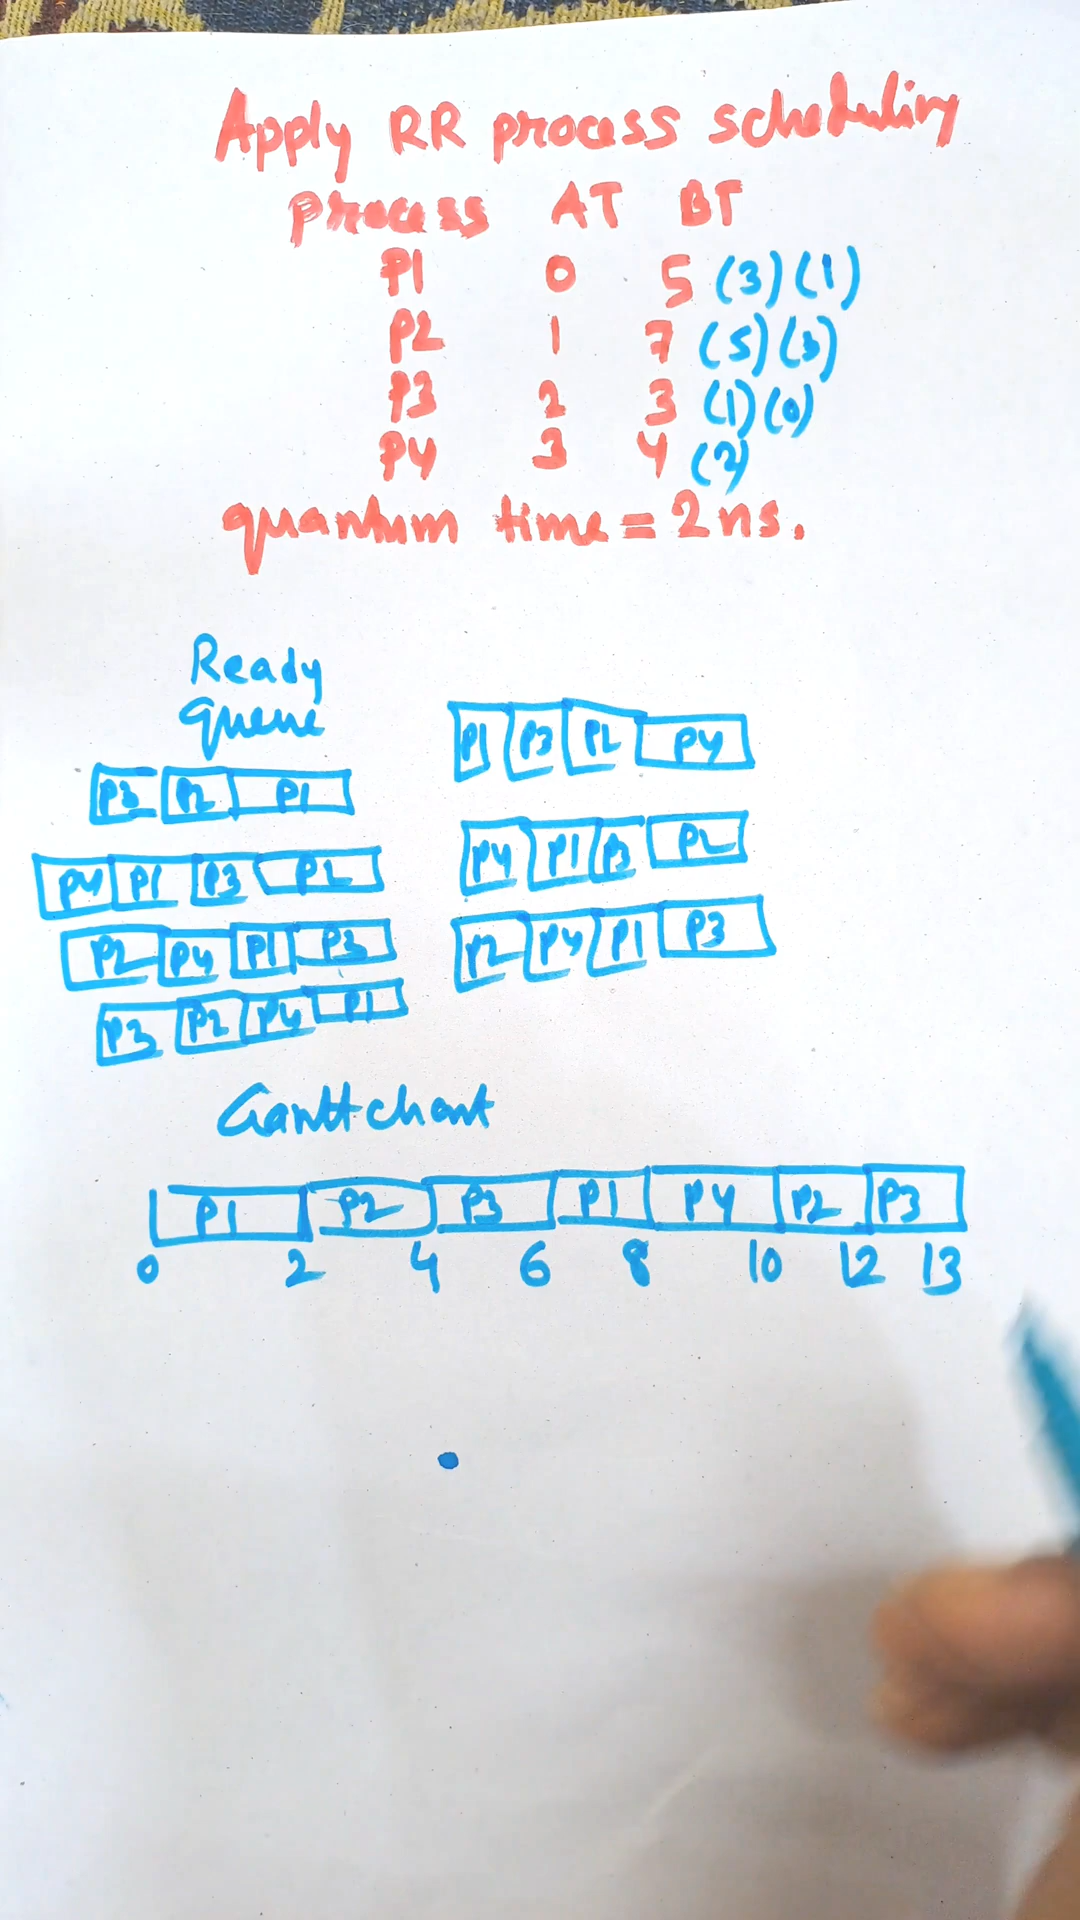 Apply RR process scheduling
process AT BT
P1 0 5 (3) (1)
P2 1 7 (5) (3)
P3 2 3 (1) (0)
P4 3 4 (2)
quantum time = 2ns.
Ready
queue
P3 P2 P1
P4 P1 P3 P2
P2 P4 P1 P3
P3 P2 P4 P1
P1 P3 P2 P4
P4 P1 P3 P2
P2 P4 P1 P3
Gantt chart
P1 P2 P3 P1 P4 P2 P3
0 2 4 6 8 10 12 13